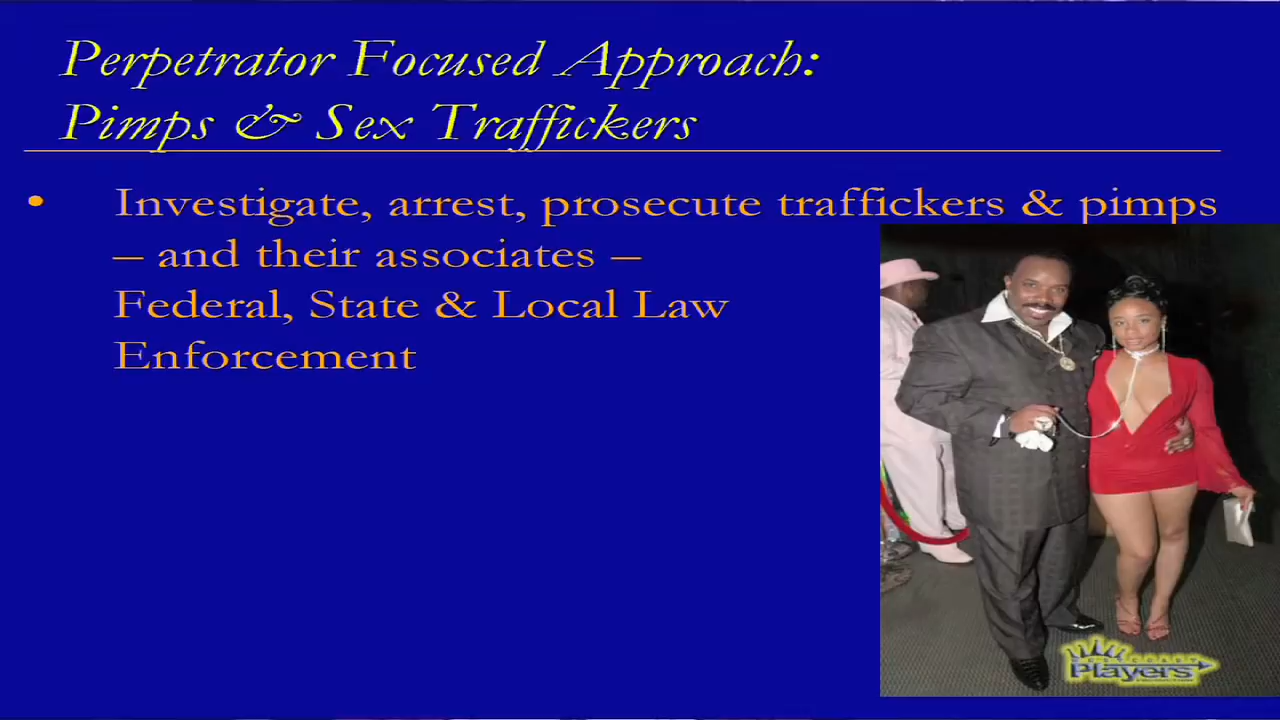 Perpetrator Focused Approach:
Pimps & Sex Traffickers
• Investigate, arrest, prosecute traffickers & pimps
– and their associates –
Federal, State & Local Law
Enforcement
Players